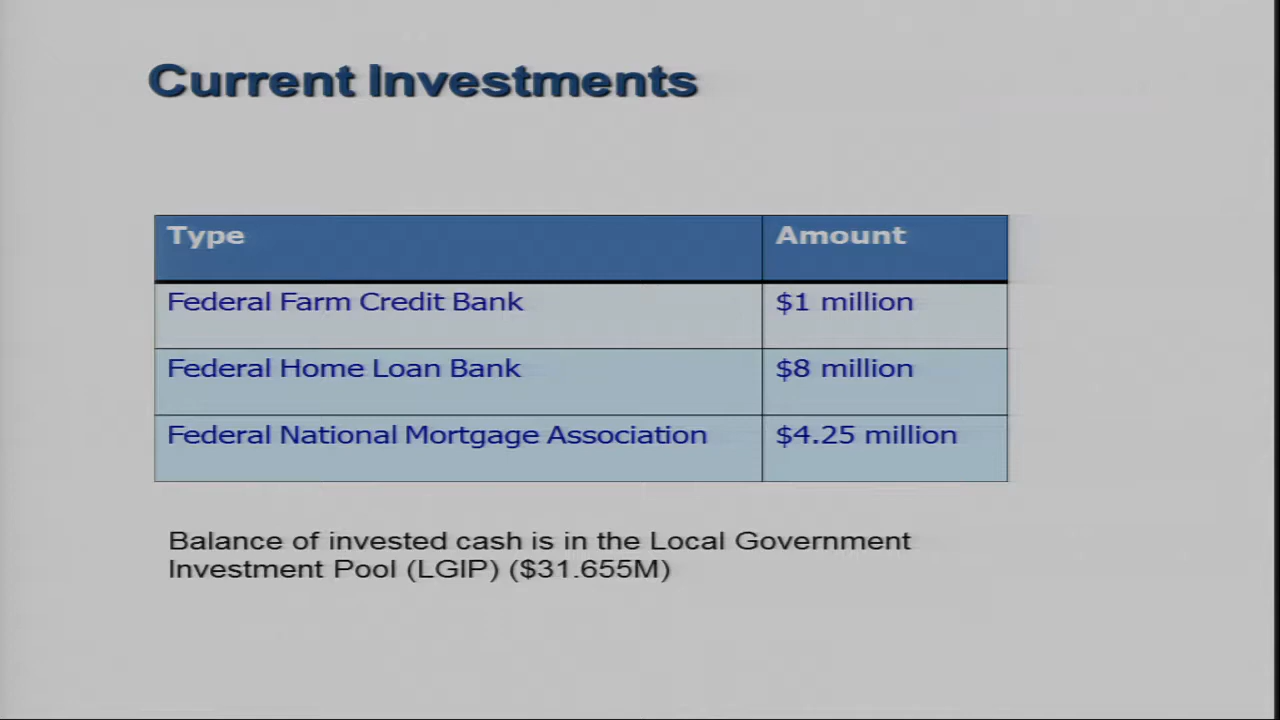 Current Investments
Type Amount
Federal Farm Credit Bank $1 million
Federal Home Loan Bank $8 million
Federal National Mortgage Association $4.25 million
Balance of invested cash is in the Local Government
Investment Pool (LGIP) ($31.655M)